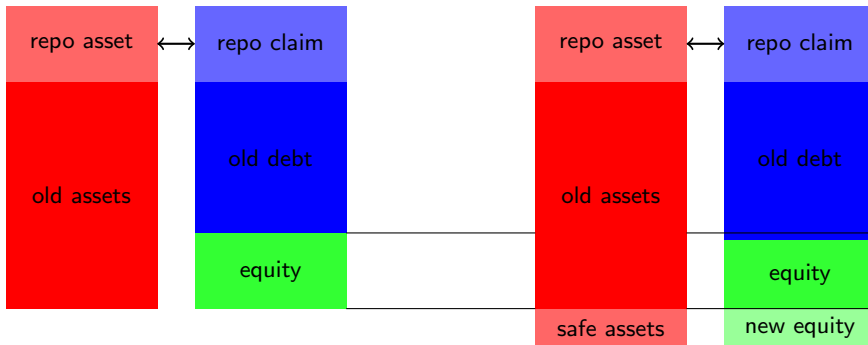 repo asset
repo claim
repo asset
repo claim
old debt
old debt
old assets
old assets
equity
equity
safe assets
new equity